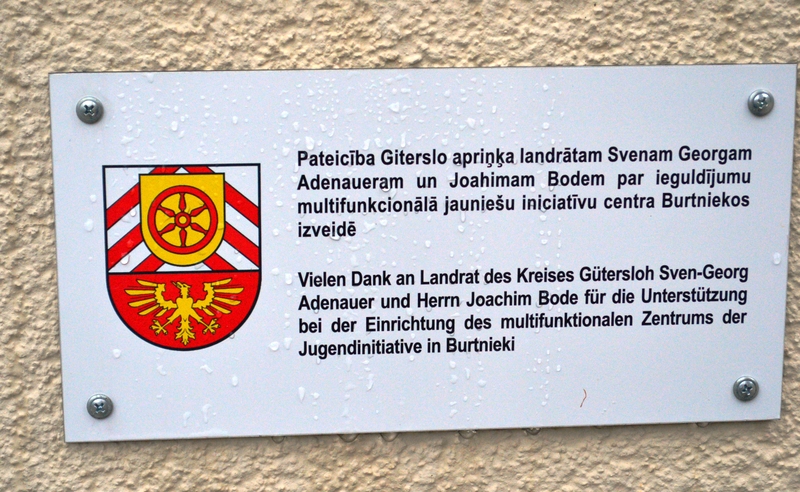 Pateicība Giterslo apriņķa landrātam Svenam Georgam
Adenaueram un Joahimam Bodem par ieguldījumu
multifunkcionālā jauniešu iniciatīvu centra Burtniekos
izveidē
Vielen Dank an Landrat des Kreises Gütersloh Sven-Georg
Adenauer und Herrn Joachim Bode für die Unterstützung
bei der Einrichtung des multifunktionalen Zentrums der
Jugendinitiative in Burtnieki